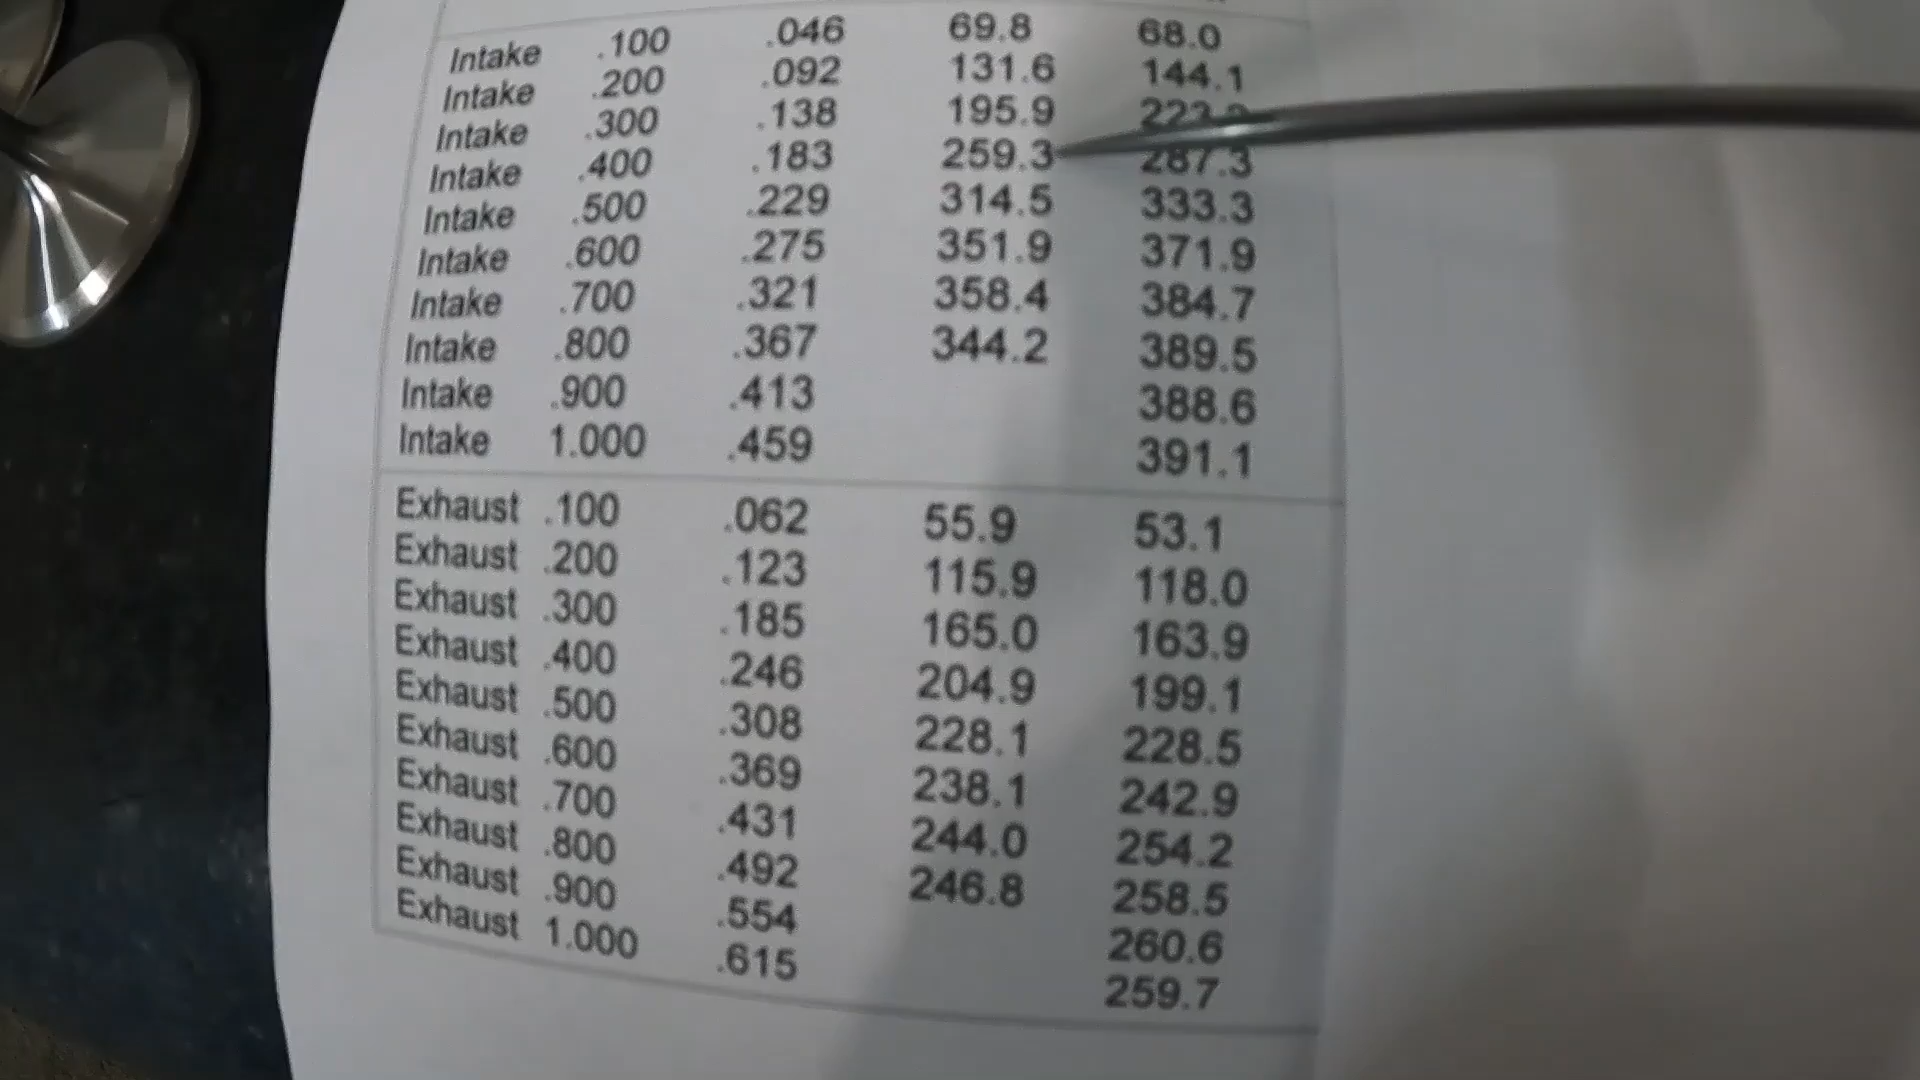 Intake .100 .046 69.8 68.0
Intake .200 .092 131.6 144.1
Intake .300 .138 195.9
Intake .400 .183 259.3 287.3
Intake .500 .229 314.5 333.3
Intake .600 .275 351.9 371.9
Intake .700 .321 358.4 384.7
Intake .800 .367 344.2 389.5
Intake .900 .413 388.6
Intake 1.000 .459 391.1
Exhaust .100 .062 55.9 53.1
Exhaust .200 .123 115.9 118.0
Exhaust .300 .185 165.0 163.9
Exhaust .400 .246 204.9 199.1
Exhaust .500 .308 228.1 228.5
Exhaust .600 .369 238.1 242.9
Exhaust .700 .431 244.0 254.2
Exhaust .800 .492 246.8 258.5
Exhaust .900 .554 260.6
Exhaust 1.000 .615 259.7